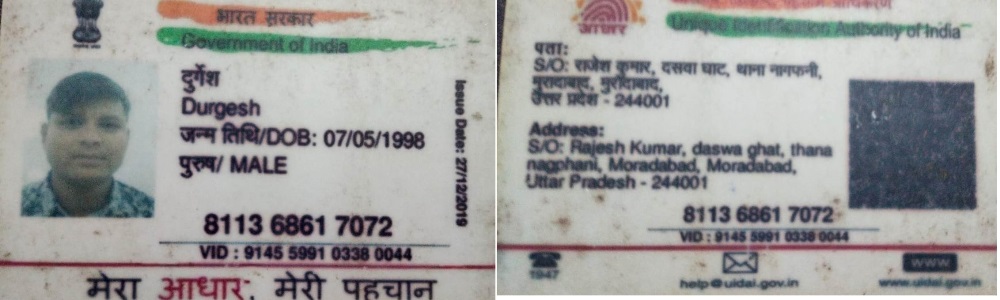 भारत सरकार
Government of India
दुर्गेश
Durgesh
जन्म तिथि/DOB: 07/05/1998
पुरुष/ MALE
Issue Date: 27/12/2019
8113 6861 7072
VID : 9145 5991 0338 0044
मेरा आधार, मेरी पहचान
आधार
Unique Identification Authority of India
पता:
S/O: राजेश कुमार, दसवा घाट, थाना नागफनी,
मुरादाबाद, मुरादाबाद,
उत्तर प्रदेश - 244001
Address:
S/O: Rajesh Kumar, daswa ghat, thana
nagphani, Moradabad, Moradabad,
Uttar Pradesh - 244001
8113 6861 7072
VID : 9145 5991 0338 0044
1947
help@uidai.gov.in
www
www.uidai.gov.in